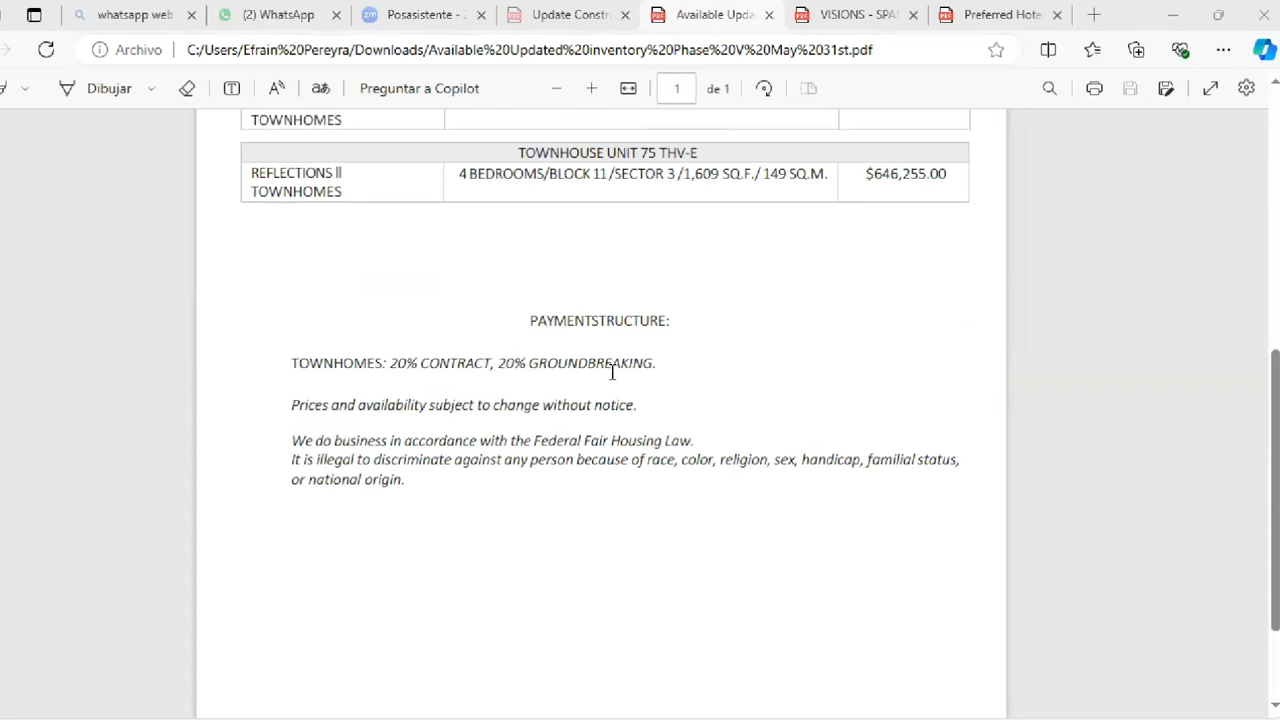 whatsapp web
(2) WhatsApp
Posasistente -
Update Constr
Available Upda
VISIONS - SPA
Preferred Hote
Archivo
C:/Users/Efrain%20Pereyra/Downloads/Available%20Updated%20inventory%20Phase%20V%20May%2031st.pdf
Dibujar
Preguntar a Copilot
1
de 1
TOWNHOMES
TOWNHOUSE UNIT 75 THV-E
REFLECTIONS ll
TOWNHOMES
4 BEDROOMS/BLOCK 11 /SECTOR 3 /1,609 SQ.F./ 149 SQ.M.
$646,255.00
PAYMENTSTRUCTURE:
TOWNHOMES: 20% CONTRACT, 20% GROUNDBREAKING.
Prices and availability subject to change without notice.
We do business in accordance with the Federal Fair Housing Law.
It is illegal to discriminate against any person because of race, color, religion, sex, handicap, familial status,
or national origin.